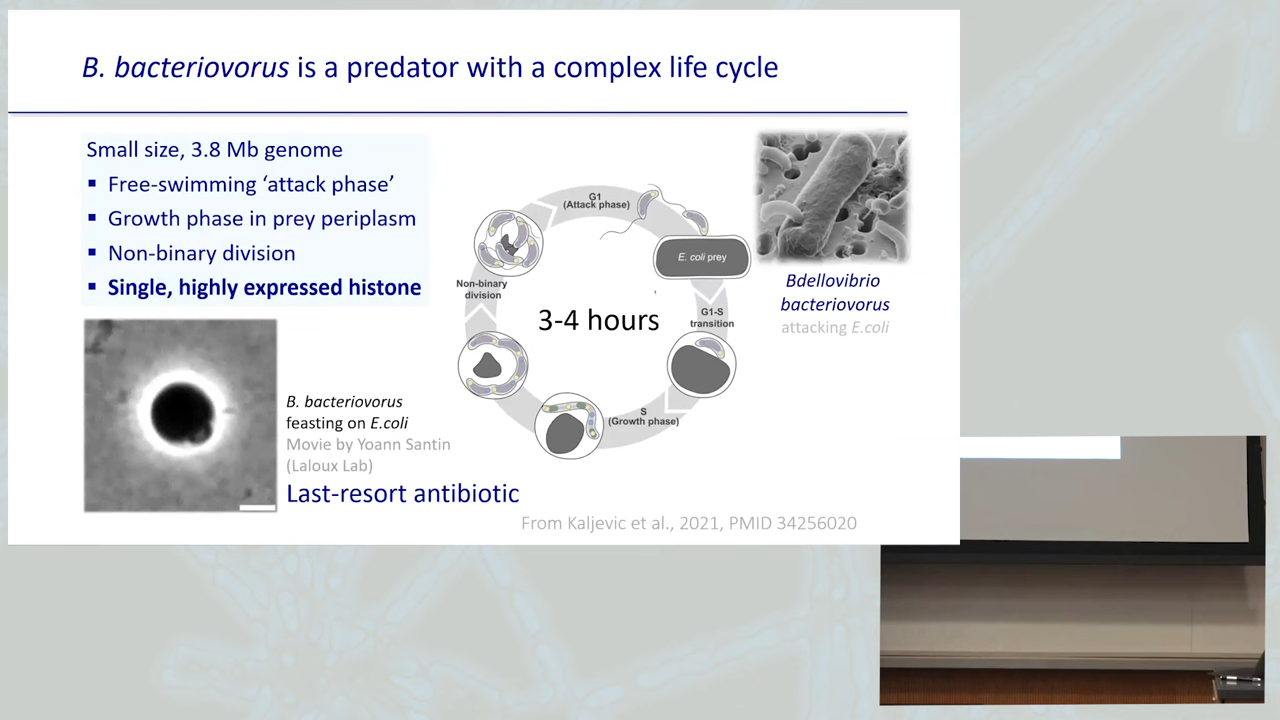 B. bacteriovorus is a predator with a complex life cycle
Small size, 3.8 Mb genome
▪ Free-swimming ‘attack phase’
▪ Growth phase in prey periplasm
▪ Non-binary division
▪ Single, highly expressed histone
G1
(Attack phase)
E. coli prey
G1-S
transition
S
(Growth phase)
Non-binary
division
3-4 hours
Bdellovibrio
bacteriovorus
attacking E.coli
B. bacteriovorus
feasting on E.coli
Movie by Yoann Santin
(Laloux Lab)
Last-resort antibiotic
From Kaljevic et al., 2021, PMID 34256020